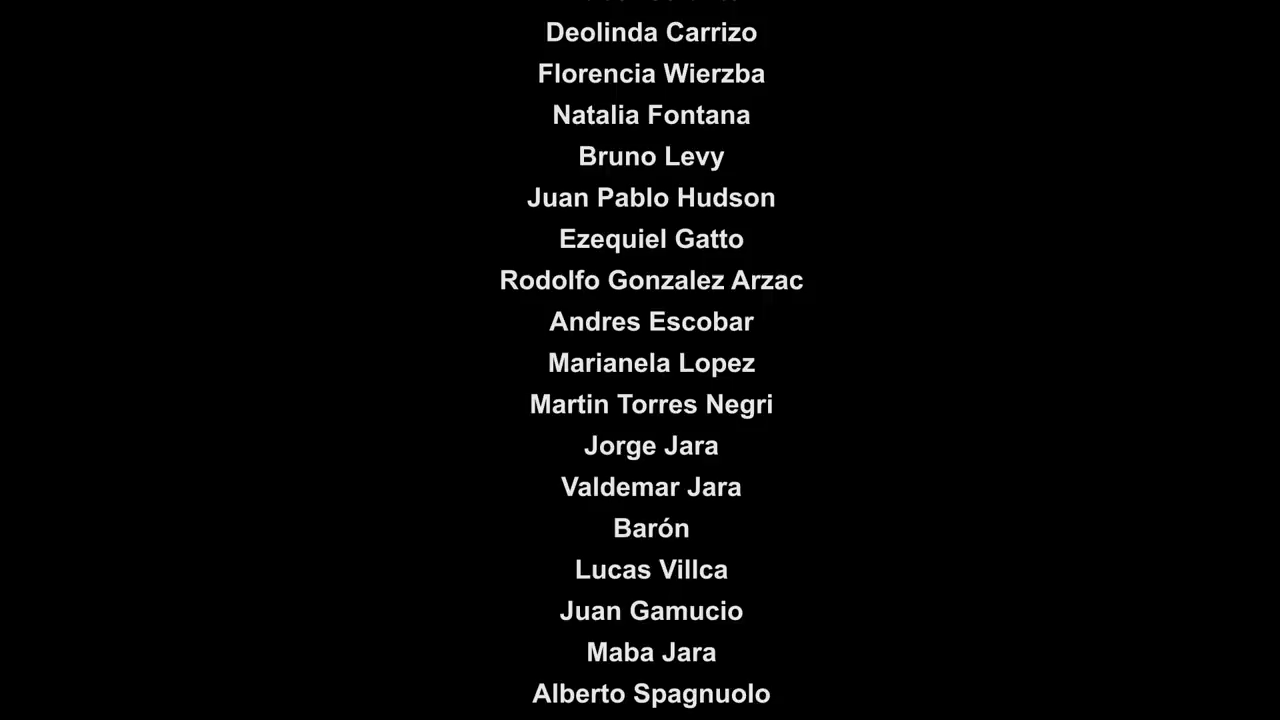 Deolinda Carrizo
Florencia Wierzba
Natalia Fontana
Bruno Levy
Juan Pablo Hudson
Ezequiel Gatto
Rodolfo Gonzalez Arzac
Andres Escobar
Marianela Lopez
Martin Torres Negri
Jorge Jara
Valdemar Jara
Barón
Lucas Villca
Juan Gamucio
Maba Jara
Alberto Spagnuolo